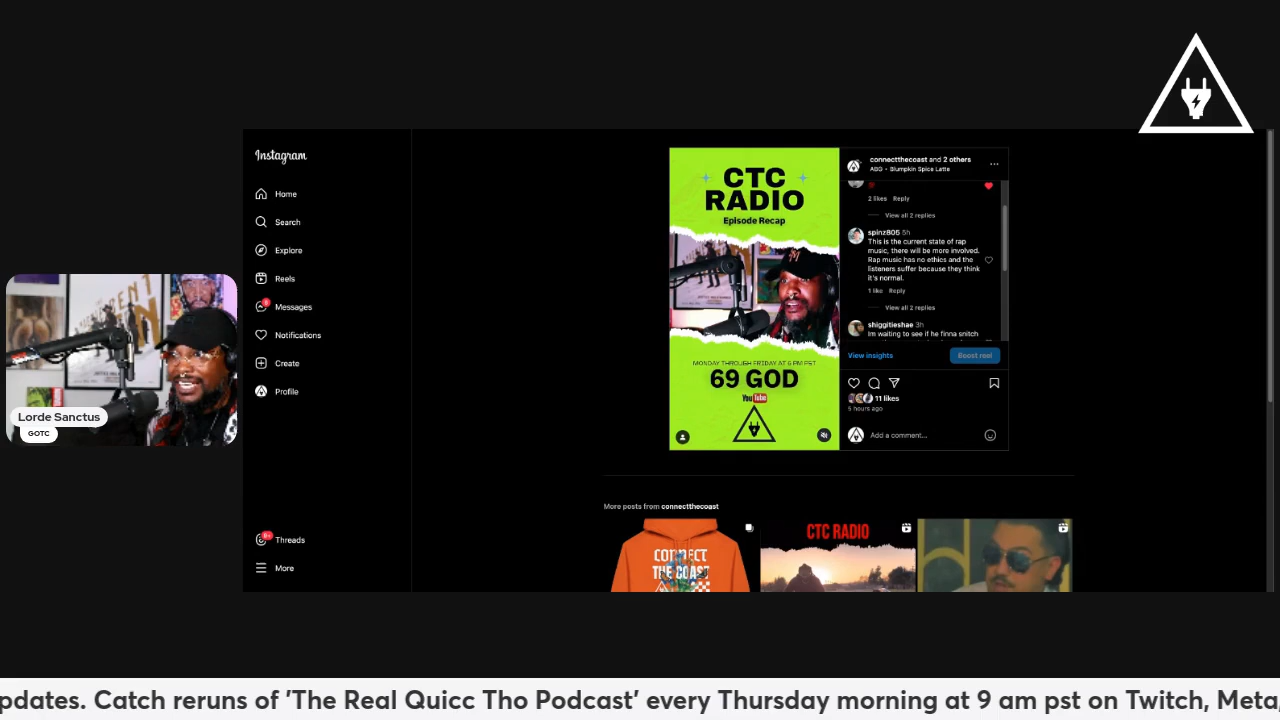 Instagram
Home
Search
Explore
Reels
Messages
Notifications
Create
Profile
Threads
More
Lorde Sanctus
GOTC
CTC
RADIO
Episode Recap
MONDAY THROUGH FRIDAY AT 6 PM PST
69 GOD
YouTube
connectthecoast and 2 others
ABG • Blumpkin Spice Latte
2 likes Reply
View all 2 replies
spinz805 5h
This is the current state of rap
music, there will be more involved.
Rap music has no ethics and the
listeners suffer because they think
it's normal.
1 like Reply
View all 2 replies
shiggitieshae 3h
Im waiting to see if he finna snitch
View insights
Boost reel
11 likes
5 hours ago
Add a comment...
More posts from connectthecoast
CONNECT
THE COAST
CTC RADIO
pdates. Catch reruns of 'The Real Quicc Tho Podcast' every Thursday morning at 9 am pst on Twitch, Meta,